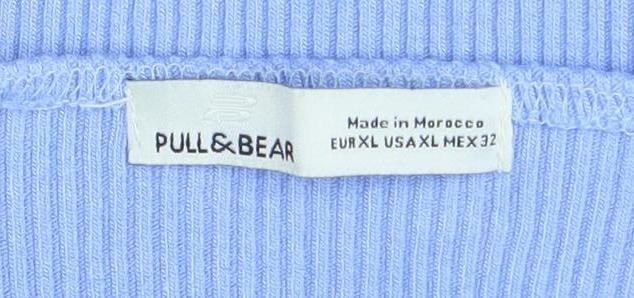 PULL&BEAR
Made in Morocco
EUR XL USA XL MEX 32